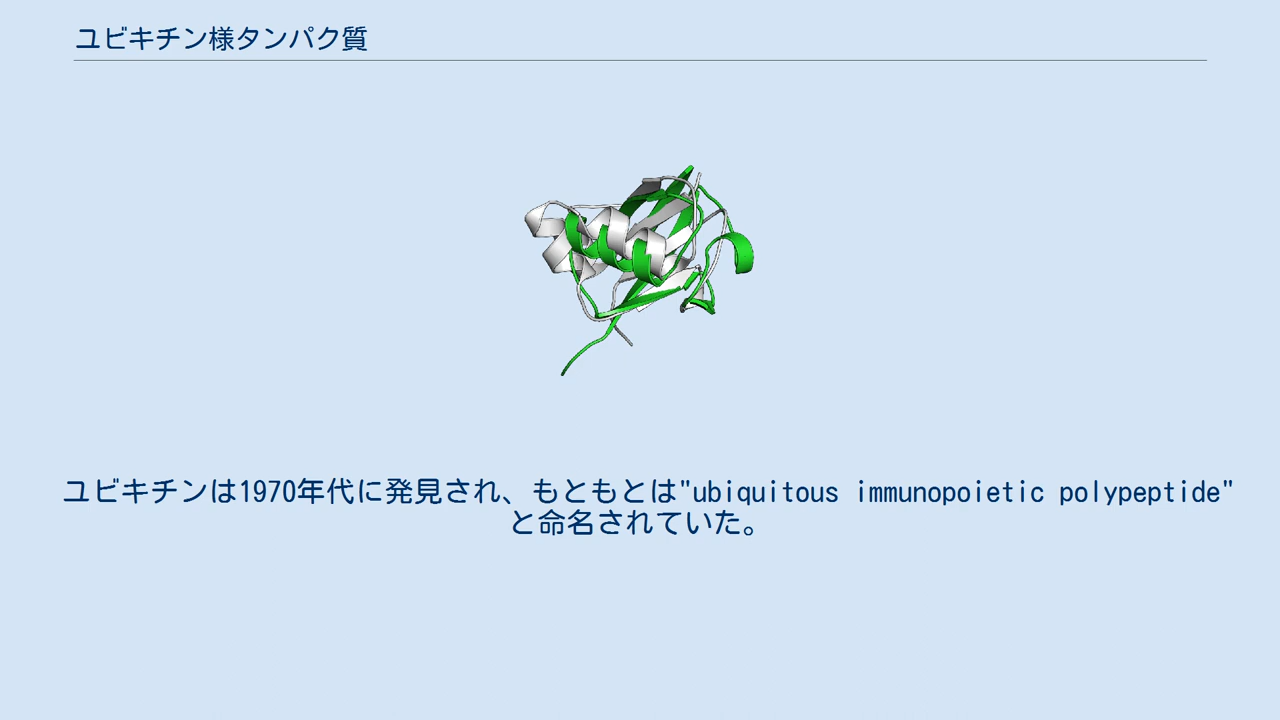 ユビキチン様タンパク質
ユビキチンは1970年代に発見され、もともとは"ubiquitous immunopoietic polypeptide"
と命名されていた。